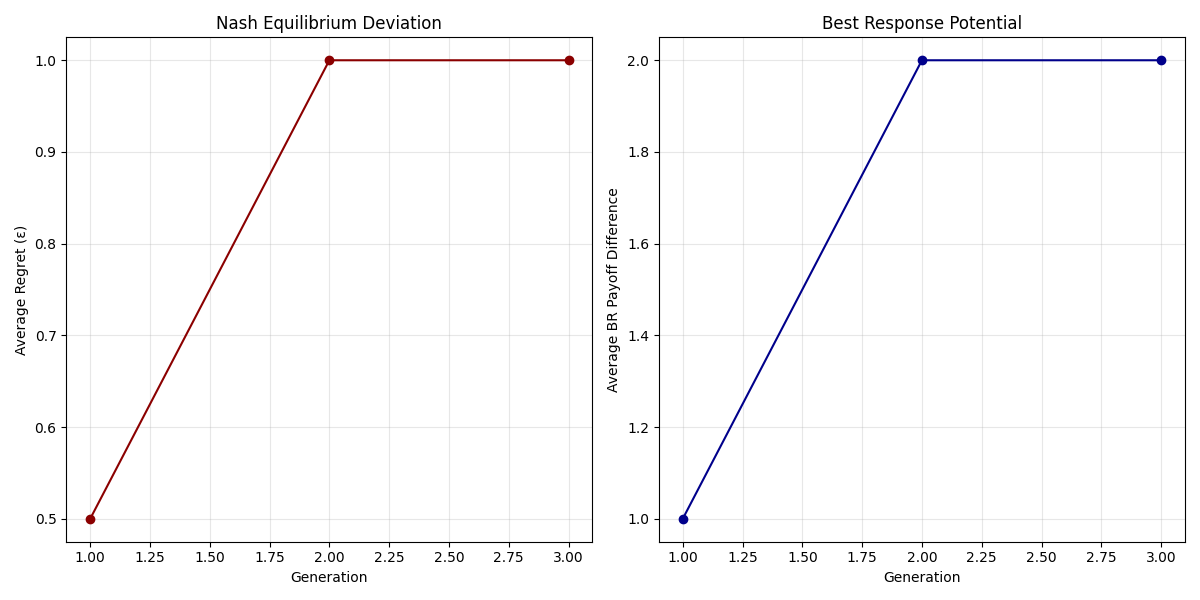 Nash Equilibrium Deviation
Average Regret (ε)
1.0
0.9
0.8
0.7
0.6
0.5
1.00 1.25 1.50 1.75 2.00 2.25 2.50 2.75 3.00
Generation
Best Response Potential
Average BR Payoff Difference
2.0
1.8
1.6
1.4
1.2
1.0
1.00 1.25 1.50 1.75 2.00 2.25 2.50 2.75 3.00
Generation